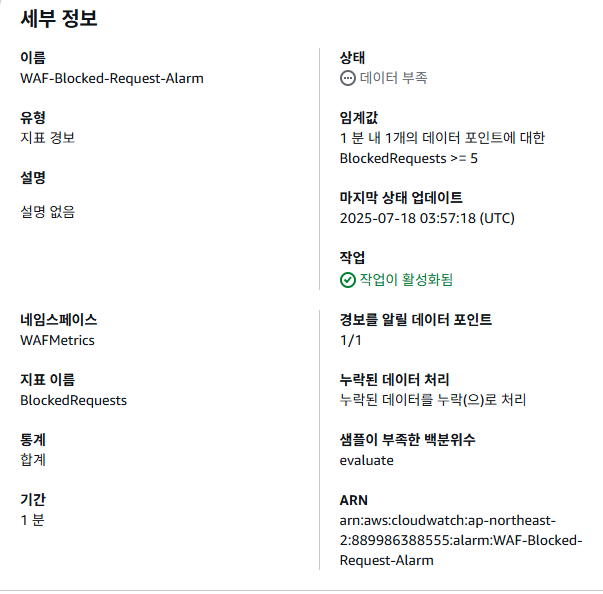 세부 정보
이름
WAF-Blocked-Request-Alarm
유형
지표 경보
설명
설명 없음
상태
데이터 부족
임계값
1 분 내 1개의 데이터 포인트에 대한
BlockedRequests >= 5
마지막 상태 업데이트
2025-07-18 03:57:18 (UTC)
작업
작업이 활성화됨
네임스페이스
WAFMetrics
지표 이름
BlockedRequests
통계
합계
기간
1 분
경보를 알릴 데이터 포인트
1/1
누락된 데이터 처리
누락된 데이터를 누락(으)로 처리
샘플이 부족한 백분위수
evaluate
ARN
arn:aws:cloudwatch:ap-northeast-
2:889986388555:alarm:WAF-Blocked-
Request-Alarm